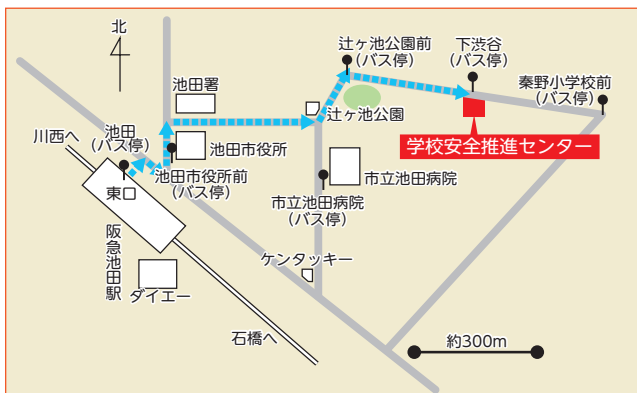 北
辻ヶ池公園前
(バス停)
下渋谷
(バス停)
秦野小学校前
(バス停)
池田署
辻ヶ池公園
川西へ
池田
(バス停)
池田市役所
学校安全推進センター
池田市役所前
(バス停)
市立池田病院
東口
市立池田病院
(バス停)
阪急池田駅
ケンタッキー
ダイエー
石橋へ
約300m